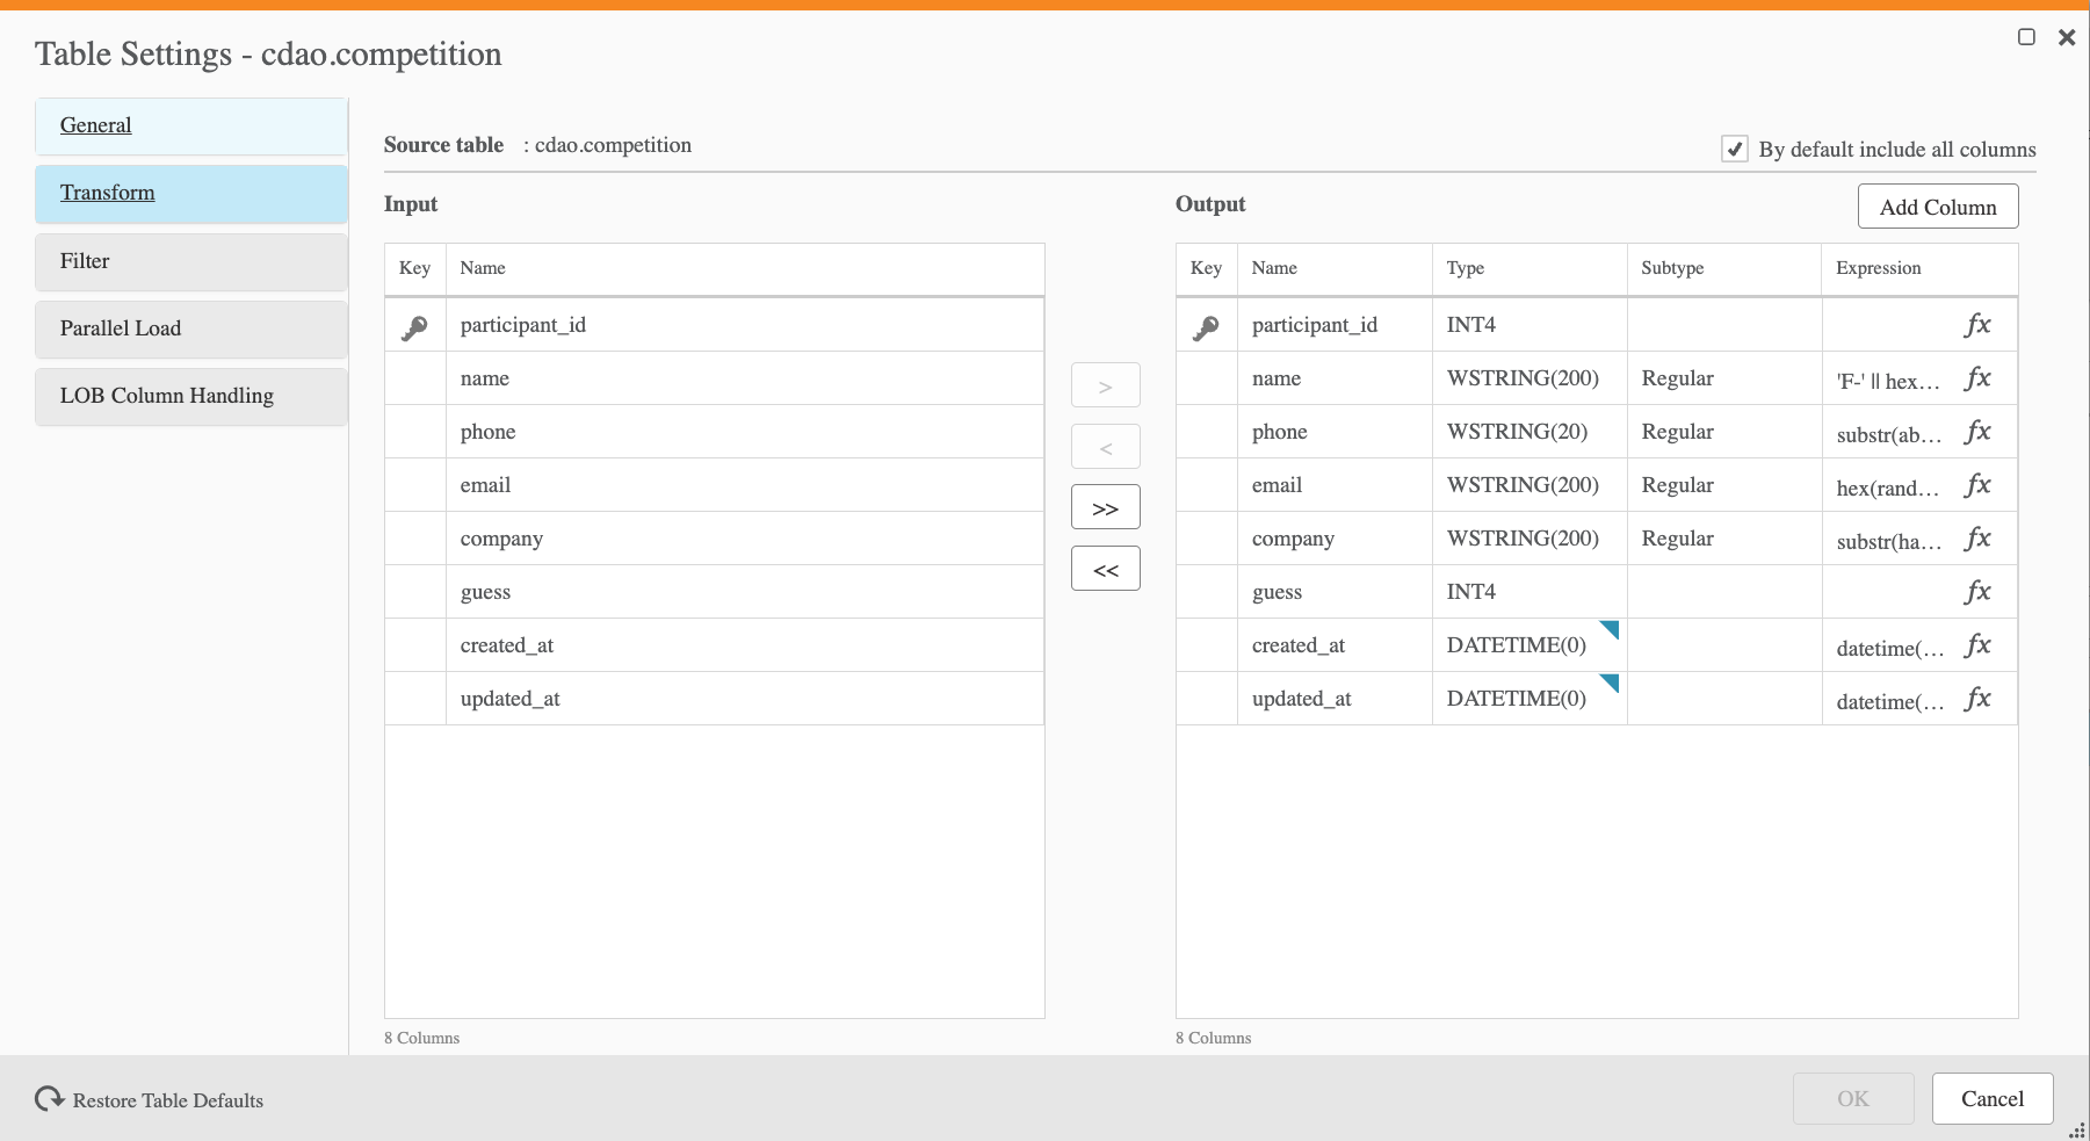 Table Settings - cdao.competition
General
Transform
Filter
Parallel Load
LOB Column Handling
Source table : cdao.competition
By default include all columns
Input
Output
Add Column
Key Name
participant_id
name
phone
email
company
guess
created_at
updated_at
8 Columns
>
<
>>
<<
Key Name Type Subtype Expression
participant_id INT4 fx
name WSTRING(200) Regular 'F-' || hex... fx
phone WSTRING(20) Regular substr(ab... fx
email WSTRING(200) Regular hex(rand... fx
company WSTRING(200) Regular substr(ha... fx
guess INT4 fx
created_at DATETIME(0) datetime(... fx
updated_at DATETIME(0) datetime(... fx
8 Columns
Restore Table Defaults
OK
Cancel